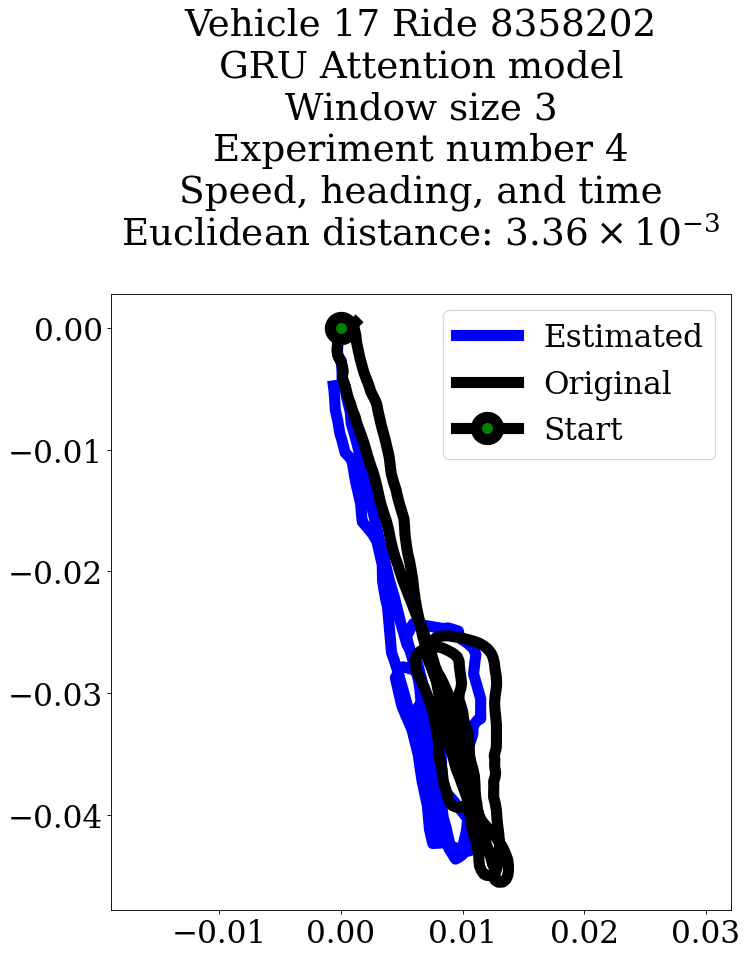 Vehicle 17 Ride 8358202
GRU Attention model
Window size 3
Experiment number 4
Speed, heading, and time
Euclidean distance: 3.36 × 10⁻³
Estimated
Original
Start
0.00
−0.01
−0.02
−0.03
−0.04
−0.01 0.00 0.01 0.02 0.03